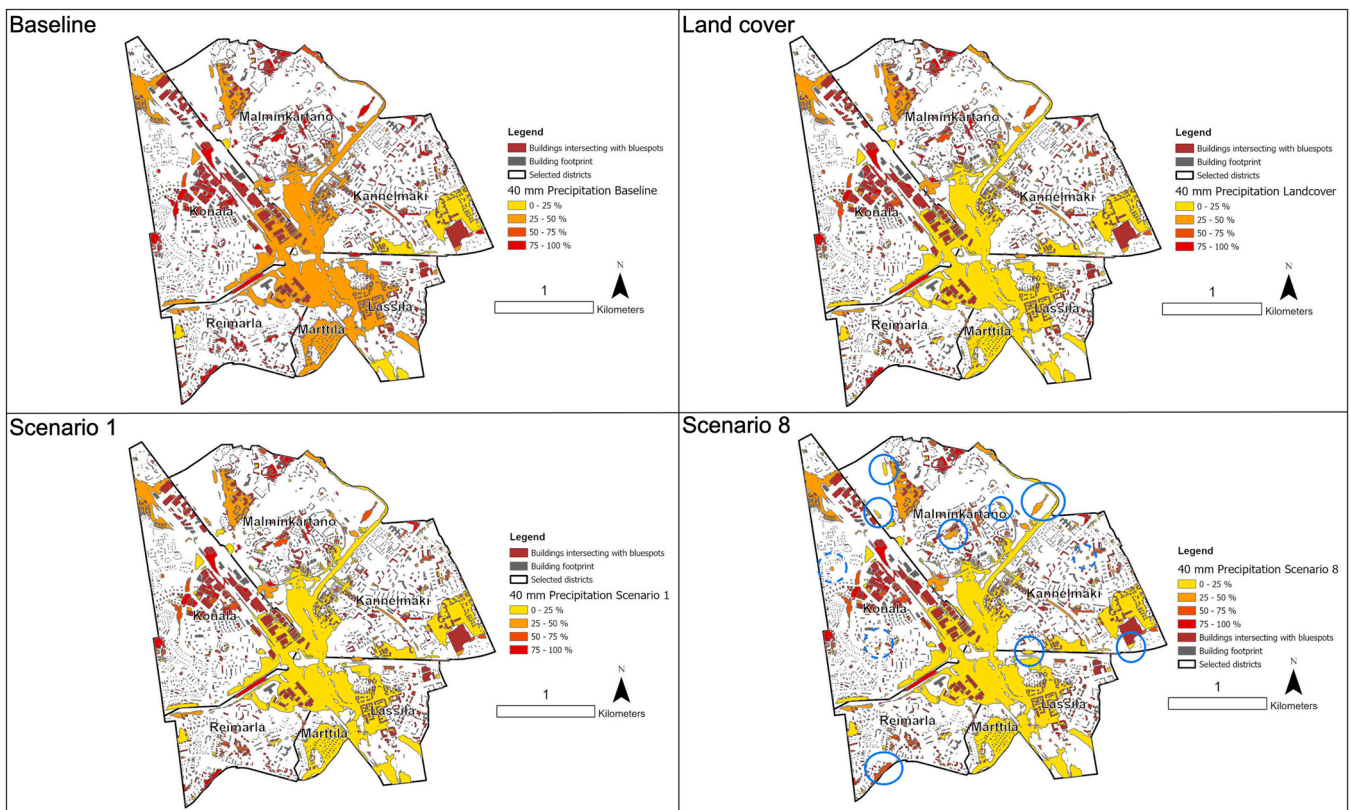 Baseline
Malminkartano
Konala
Kannelmäki
Reimarla
Marttila
Lassila
Legend
Buildings intersecting with bluespots
Building footprint
Selected districts
40 mm Precipitation Baseline
0 - 25 %
25 - 50 %
50 - 75 %
75 - 100 %
N
1
Kilometers
Land cover
Malminkartano
Konala
Kannelmäki
Reimarla
Marttila
Lassila
Legend
Buildings intersecting with bluespots
Building footprint
Selected districts
40 mm Precipitation Landcover
0 - 25 %
25 - 50 %
50 - 75 %
75 - 100 %
N
1
Kilometers
Scenario 1
Malminkartano
Konala
Kannelmäki
Reimarla
Marttila
Lassila
Legend
Buildings intersecting with bluespots
Building footprint
Selected districts
40 mm Precipitation Scenario 1
0 - 25 %
25 - 50 %
50 - 75 %
75 - 100 %
N
1
Kilometers
Scenario 8
Malminkartano
Konala
Kannelmäki
Reimarla
Marttila
Lassila
Legend
40 mm Precipitation Scenario 8
0 - 25 %
25 - 50 %
50 - 75 %
75 - 100 %
Buildings intersecting with bluespots
Building footprint
Selected districts
N
1
Kilometers